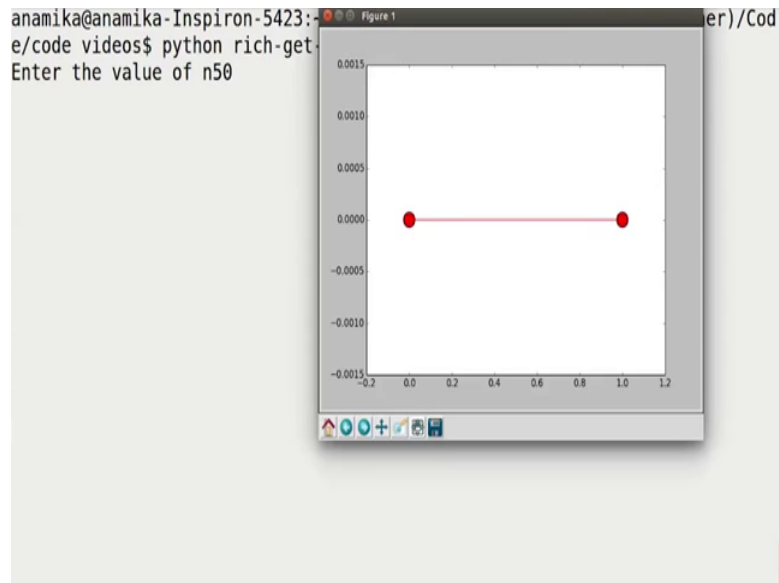 anamika@anamika-Inspiron-5423:~
Figure 1
er)/Cod
e/code videos$ python rich-get-
Enter the value of n50
0.0015
0.0010
0.0005
0.0000
−0.0005
−0.0010
−0.0015
−0.2 0.0 0.2 0.4 0.6 0.8 1.0 1.2